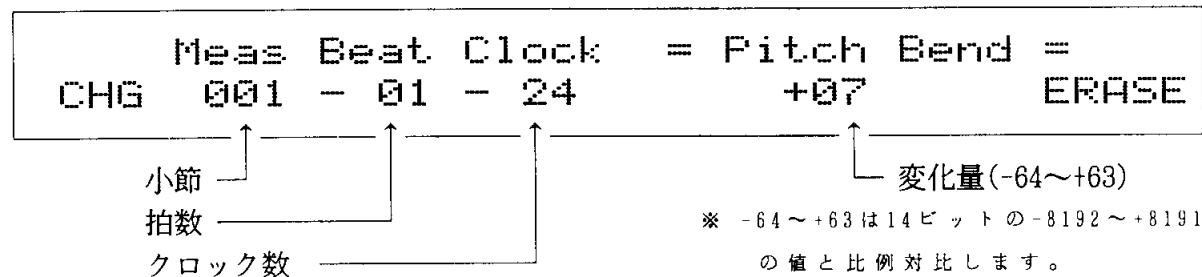 Meas Beat Clock = Pitch Bend =
CHG 001 - 01 - 24 +07 ERASE
小節
拍数
クロック数
変化量(-64〜+63)
※ -64〜+63は14ビットの-8192〜+8191
の値と比例対比します。